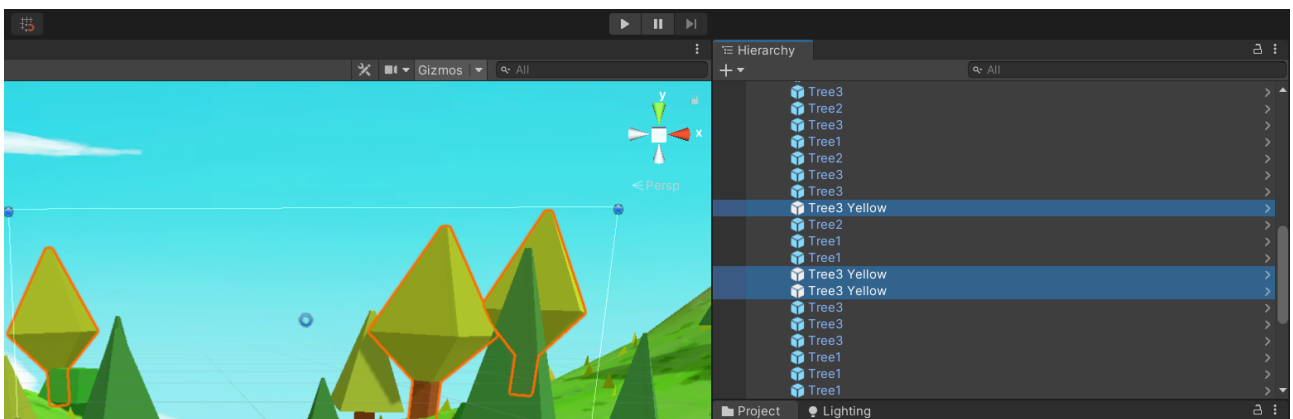 Hierarchy
Gizmos
All
All
y
x
Persp
Tree3
Tree2
Tree3
Tree1
Tree2
Tree3
Tree3
Tree3 Yellow
Tree2
Tree1
Tree1
Tree3 Yellow
Tree3 Yellow
Tree3
Tree3
Tree3
Tree1
Tree1
Tree1
Project
Lighting